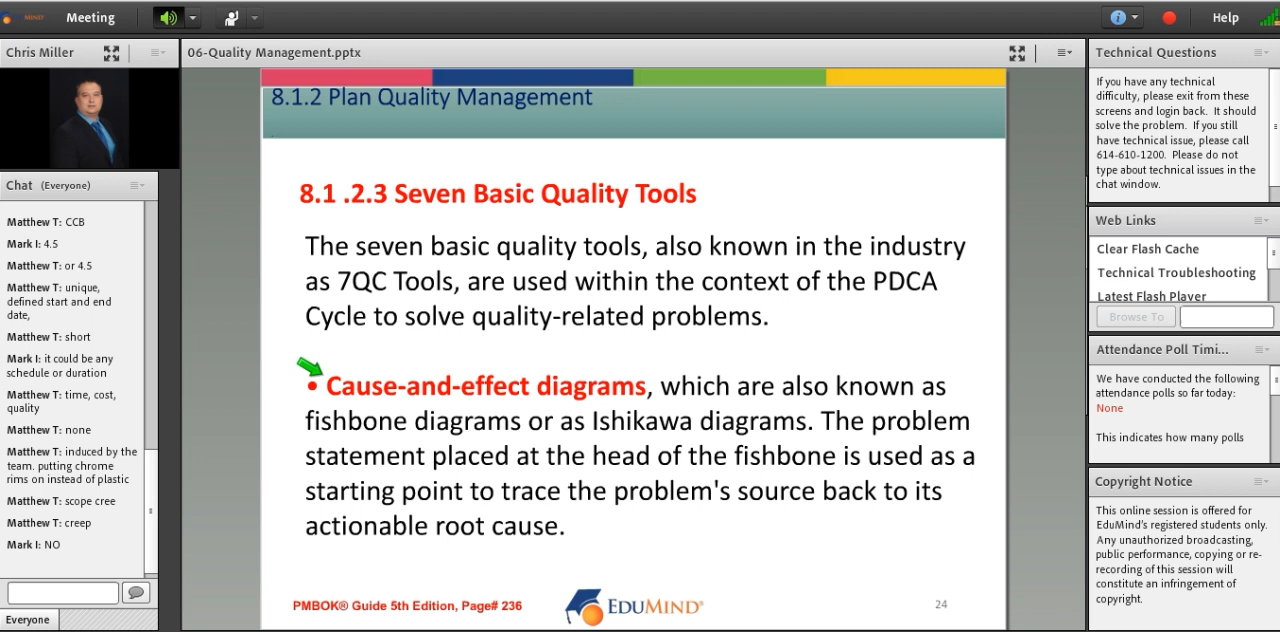 Meeting
Help
Chris Miller
06-Quality Management.pptx
Technical Questions
If you have any technical
difficulty, please exit from these
screens and login back. It should
solve the problem. If you still
have technical issue, please call
614-610-1200. Please do not
type about technical issues in the
chat window.
Chat (Everyone)
Matthew T: CCB
Mark I: 4.5
Matthew T: or 4.5
Matthew T: unique,
defined start and end
date,
Matthew T: short
Mark I: it could be any
schedule or duration
Matthew T: time, cost,
quality
Matthew T: none
Matthew T: induced by the
team. putting chrome
rims on instead of plastic
Matthew T: scope cree
Matthew T: creep
Mark I: NO
Everyone
8.1.2 Plan Quality Management
8.1 .2.3 Seven Basic Quality Tools
The seven basic quality tools, also known in the industry
as 7QC Tools, are used within the context of the PDCA
Cycle to solve quality-related problems.
• Cause-and-effect diagrams, which are also known as
fishbone diagrams or as Ishikawa diagrams. The problem
statement placed at the head of the fishbone is used as a
starting point to trace the problem's source back to its
actionable root cause.
PMBOK® Guide 5th Edition, Page# 236
EDUMIND®
24
Web Links
Clear Flash Cache
Technical Troubleshooting
Latest Flash Player
Browse To
Attendance Poll Timi...
We have conducted the following
attendance polls so far today:
None
This indicates how many polls
Copyright Notice
This online session is offered for
EduMind's registered students only.
Any unauthorized broadcasting,
public performance, copying or re-
recording of this session will
constitute an infringement of
copyright.